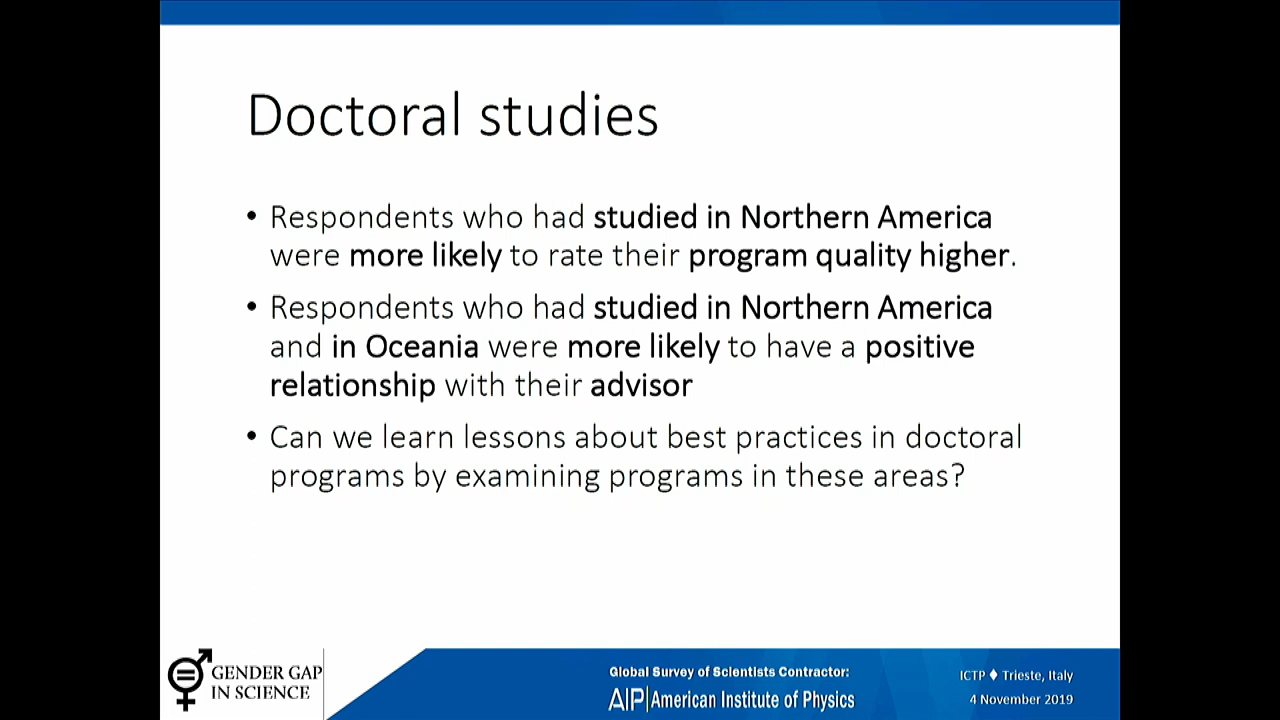 Doctoral studies
• Respondents who had studied in Northern America
were more likely to rate their program quality higher.
• Respondents who had studied in Northern America
and in Oceania were more likely to have a positive
relationship with their advisor
• Can we learn lessons about best practices in doctoral
programs by examining programs in these areas?
GENDER GAP
IN SCIENCE
Global Survey of Scientists Contractor:
AIP|American Institute of Physics
ICTP ♦ Trieste, Italy
4 November 2019